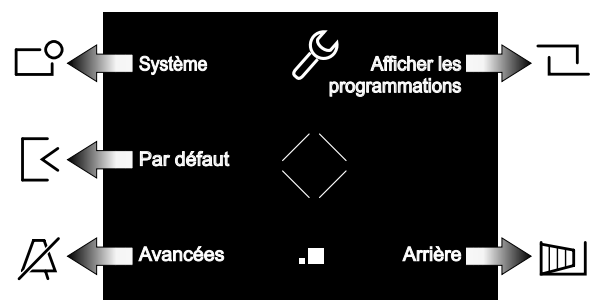 Système
Afficher les
programmations
Par défaut
Avancées
Arrière